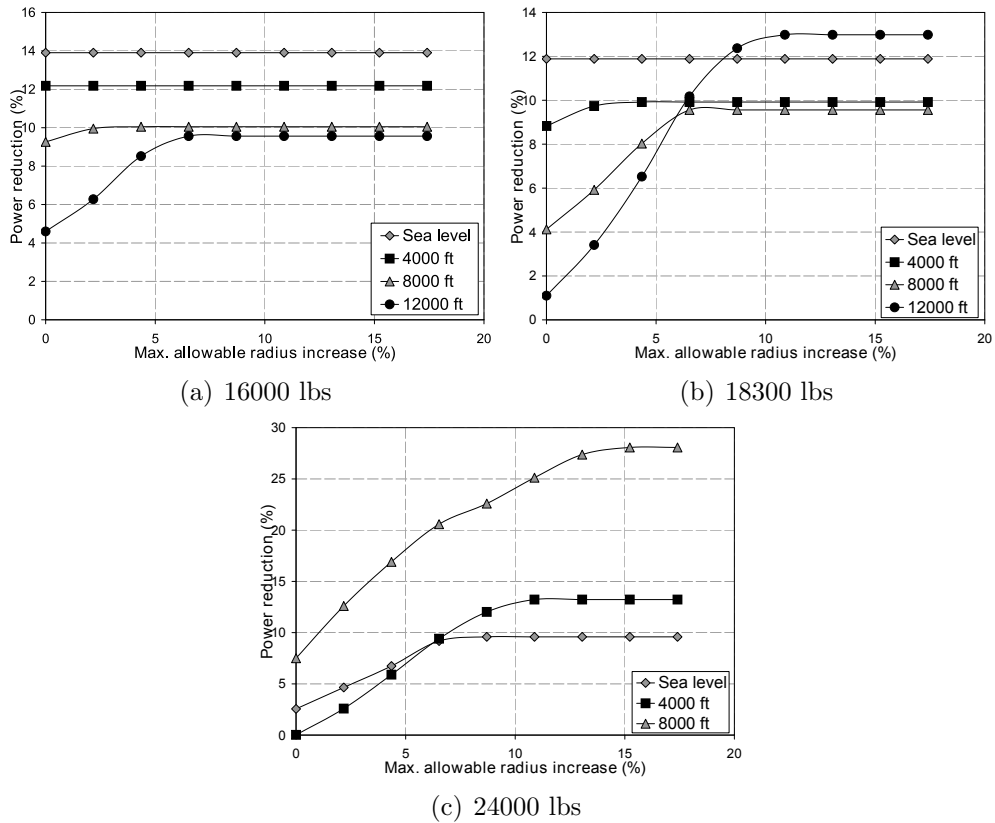 16
14
12
10
8
6
4
2
0
Power reduction (%)
Sea level
4000 ft
8000 ft
12000 ft
0 5 10 15 20
Max. allowable radius increase (%)
(a) 16000 lbs
14
12
10
8
6
4
2
0
Power reduction (%)
Sea level
4000 ft
8000 ft
12000 ft
0 5 10 15 20
Max. allowable radius increase (%)
(b) 18300 lbs
30
25
20
15
10
5
0
Power reduction (%)
Sea level
4000 ft
8000 ft
0 5 10 15 20
Max. allowable radius increase (%)
(c) 24000 lbs